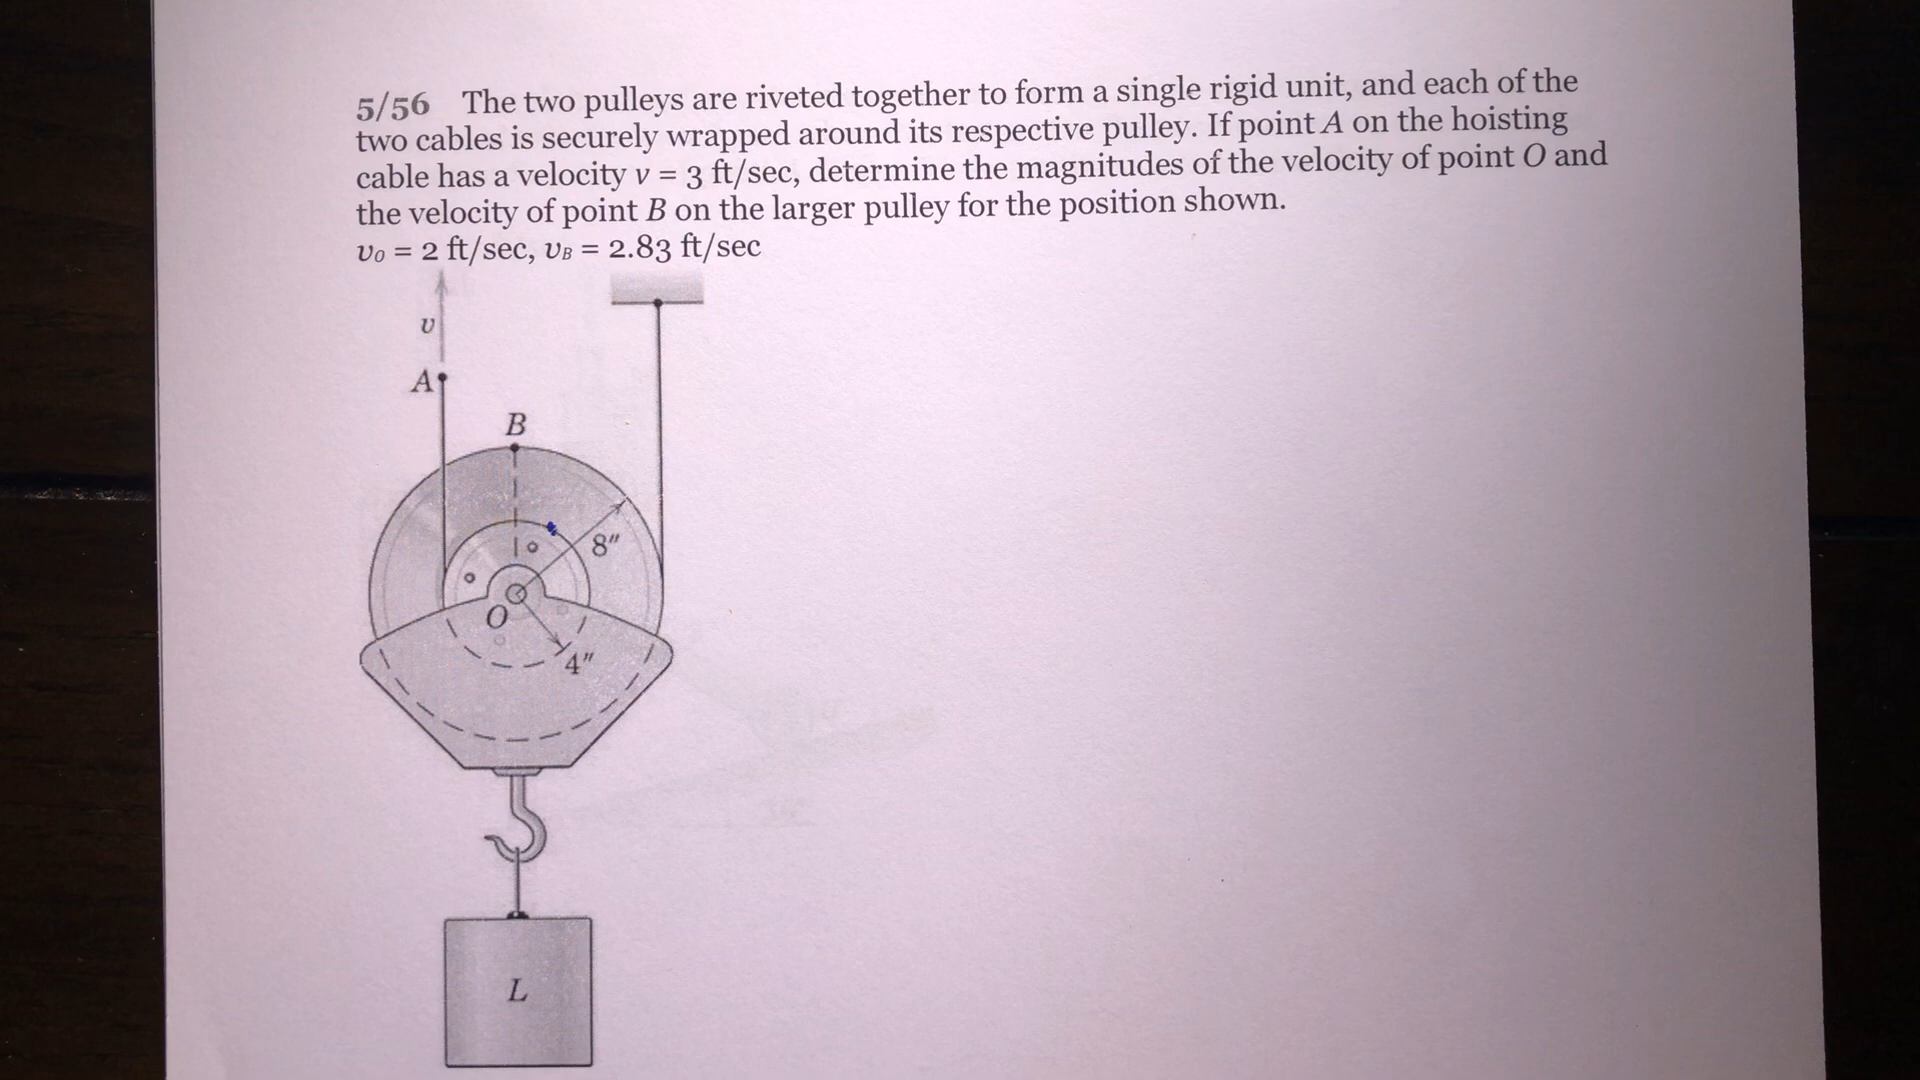 5/56 The two pulleys are riveted together to form a single rigid unit, and each of the
two cables is securely wrapped around its respective pulley. If point A on the hoisting
cable has a velocity v = 3 ft/sec, determine the magnitudes of the velocity of point O and
the velocity of point B on the larger pulley for the position shown.
vO = 2 ft/sec, vB = 2.83 ft/sec
v
A
B
8″
O
4″
L